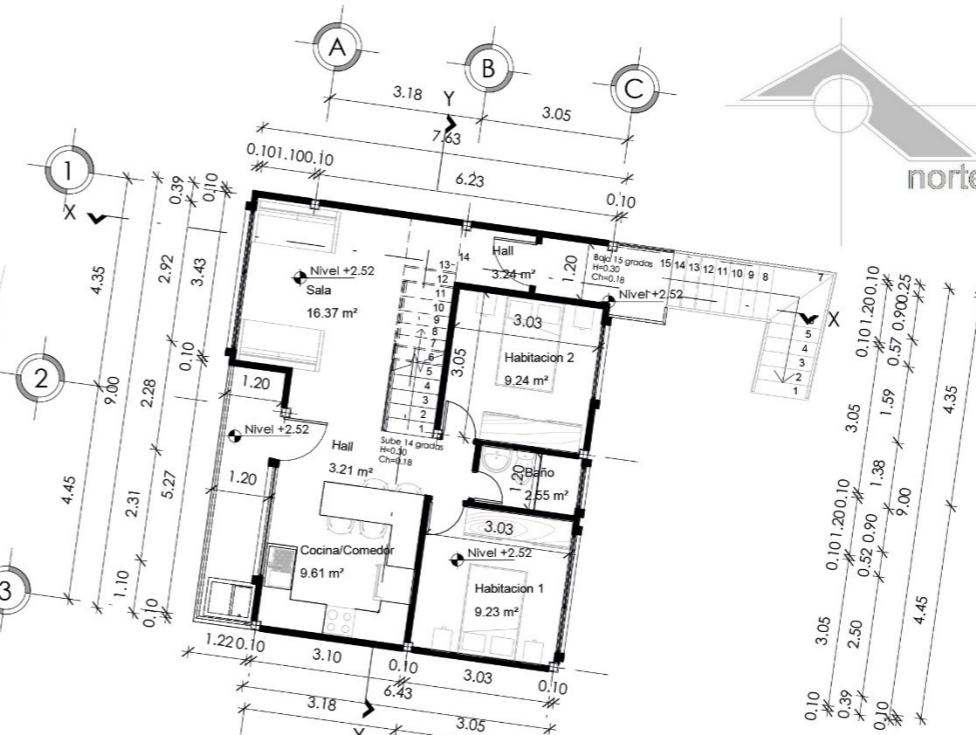 A
B
C
3.18
Y
3.05
7.63
0.10
1.10
0.10
6.23
0.10
norte
1
X
2
3
4.35
9.00
4.45
2.92
2.28
2.31
1.10
0.10
0.39
3.43
0.10
5.27
0.10
Nivel +2.52
Sala
16.37 m²
Hall
3.24 m²
1.20
Baja 15 gradas
H=0.30
Ch=0.18
15 14 13 12 11 10 9 8
7
5
4
3
2
1
Nivel +2.52
X
13
14
12
11
10
9
8
7
6
5
4
3
2
1
3.03
3.05
Habitacion 2
9.24 m²
1.20
Nivel +2.52
1.20
Hall
3.21 m²
Sube 14 gradas
H=0.30
Ch=0.18
Baño
2.55 m²
1.20
3.03
Cocina/Comedor
9.61 m²
Nivel +2.52
Habitacion 1
9.23 m²
1.22
0.10
3.10
0.10
3.03
0.10
6.43
3.18
3.05
0.10
1.20
0.10
3.05
0.10
1.20
0.10
3.05
0.10
0.25
0.90
0.57
1.59
1.38
0.90
0.52
2.50
0.39
0.10
9.00
4.35
4.45